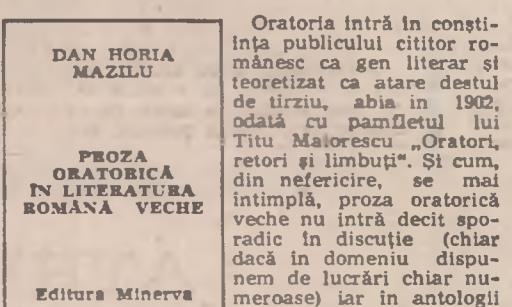 DAN HORIA
MAZILU
PROZA
ORATORICĂ
ÎN LITERATURA
ROMÂNĂ VECHE
Editura Minerva
Oratoria intră în conști-
ința publicului cititor ro-
mânesc ca gen literar și
teoretizat ca atare destul
de tîrziu, abia în 1902,
odată cu pamfletul lui
Titu Maiorescu „Oratori,
retori și limbuți“. Și cum,
din nefericire, se mai
întîmplă, proza oratorică
veche nu intră decît spo-
radic în discuție (chiar
dacă în domeniu dispu-
nem de lucrări chiar nu-
meroase) iar în antologii